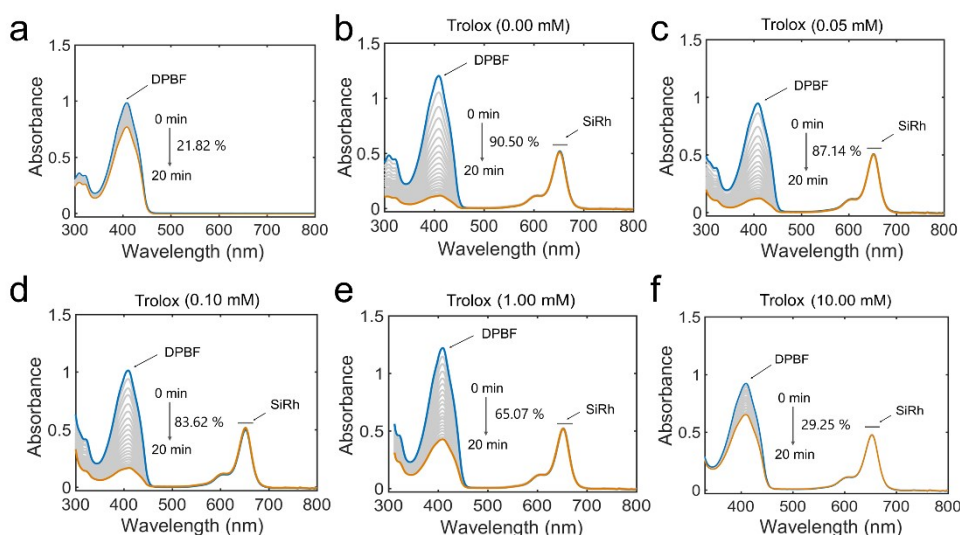 a
1.5
1
0.5
0
Absorbance
DPBF
0 min
21.82 %
20 min
300 400 500 600 700 800
Wavelength (nm)
b
Trolox (0.00 mM)
1.5
1
0.5
0
Absorbance
DPBF
0 min
90.50 %
20 min
SiRh
300 400 500 600 700 800
Wavelength (nm)
c
Trolox (0.05 mM)
1.5
1
0.5
0
Absorbance
DPBF
0 min
87.14 %
20 min
SiRh
300 400 500 600 700 800
Wavelength (nm)
d
Trolox (0.10 mM)
1.5
1
0.5
0
Absorbance
DPBF
0 min
83.62 %
20 min
SiRh
300 400 500 600 700 800
Wavelength (nm)
e
Trolox (1.00 mM)
1.5
1
0.5
0
Absorbance
DPBF
0 min
65.07 %
20 min
SiRh
300 400 500 600 700 800
Wavelength (nm)
f
Trolox (10.00 mM)
1.5
1
0.5
0
Absorbance
DPBF
0 min
29.25 %
20 min
SiRh
400 500 600 700 800
Wavelength (nm)